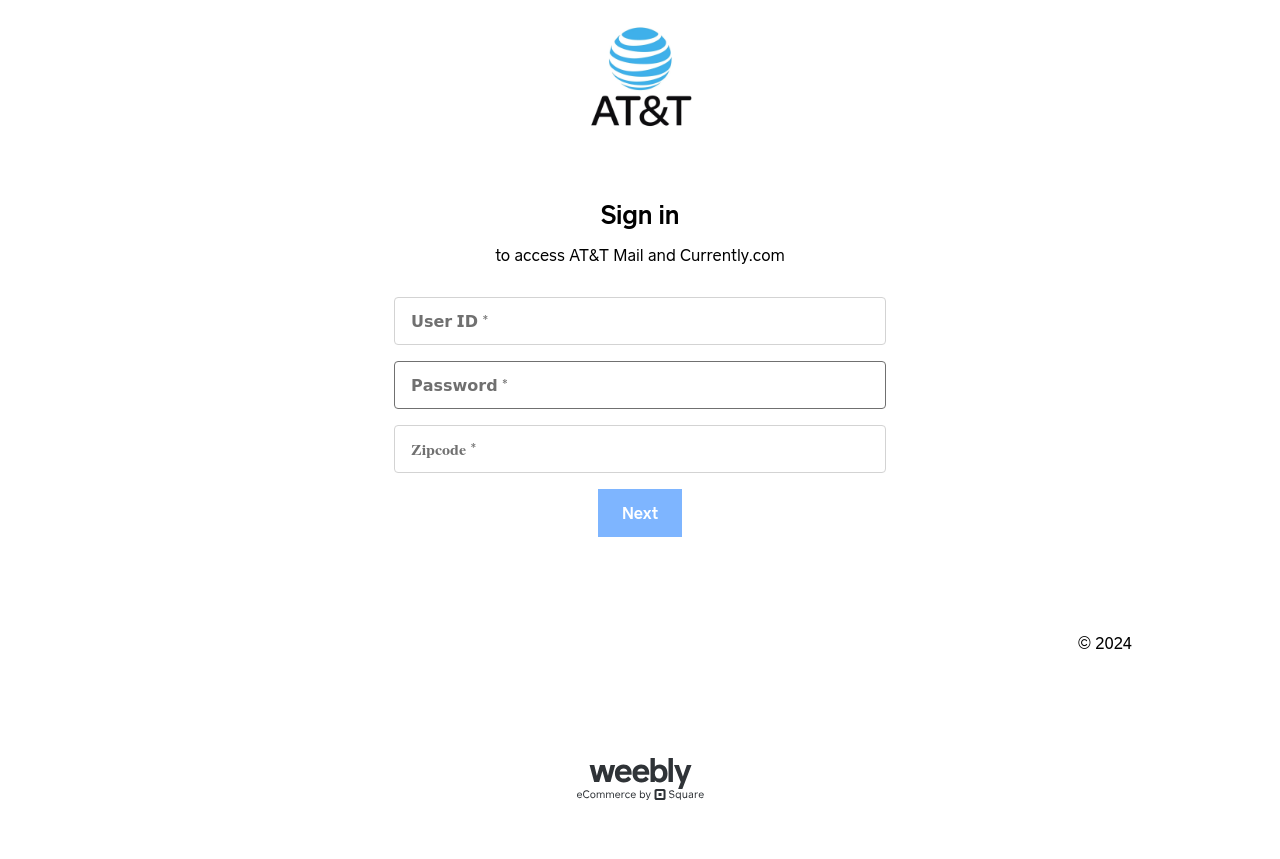 AT&T
Sign in
to access AT&T Mail and Currently.com
User ID *
Password *
Zipcode *
Next
© 2024
weebly
eCommerce by Square